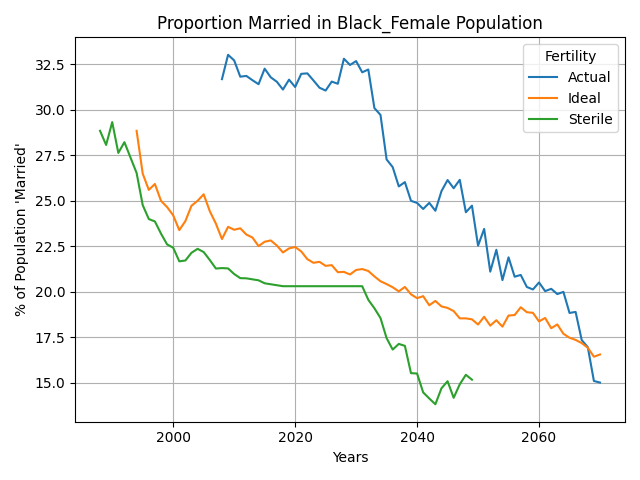 Proportion Married in Black_Female Population
% of Population 'Married'
32.5
30.0
27.5
25.0
22.5
20.0
17.5
15.0
Fertility
Actual
Ideal
Sterile
2000
2020
2040
2060
Years